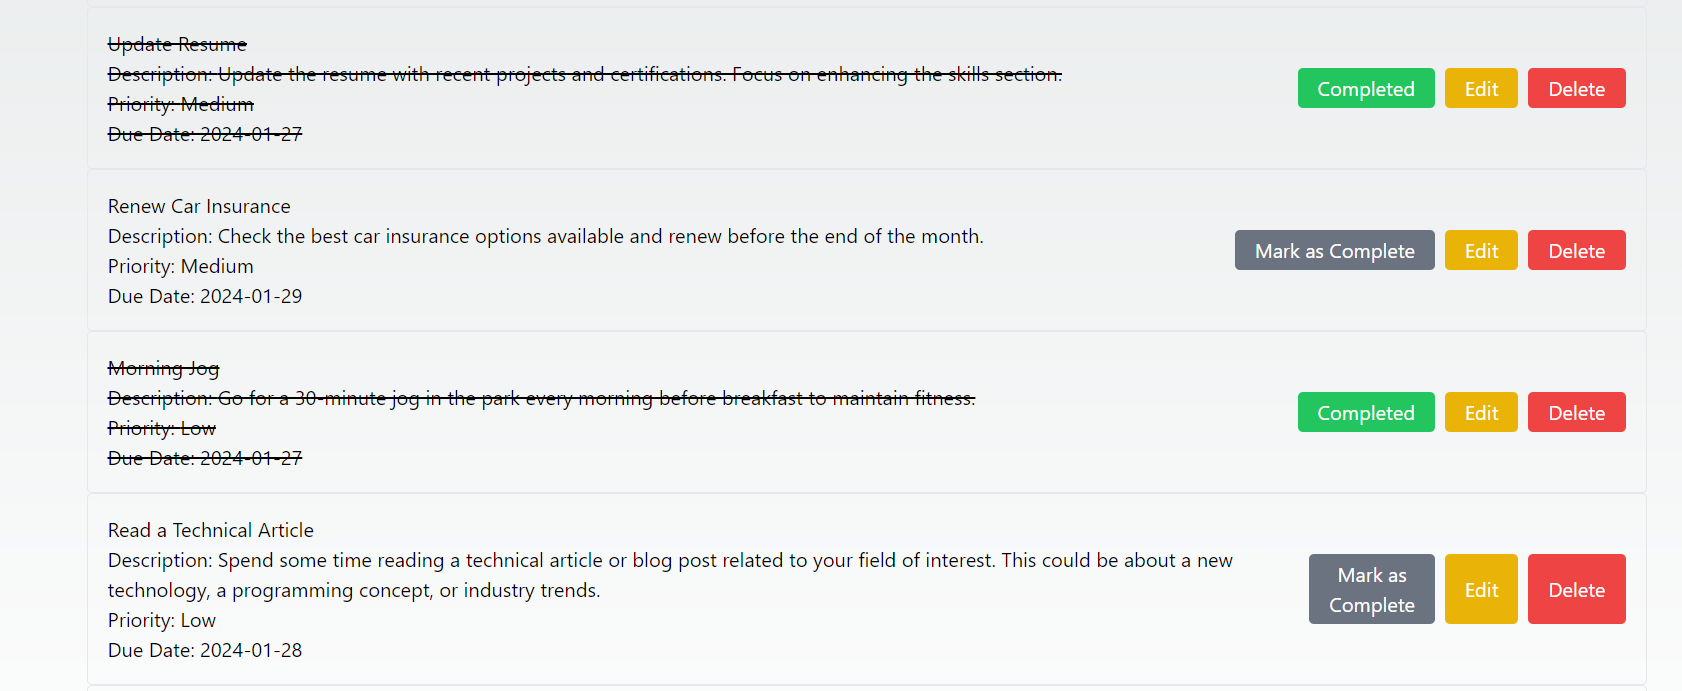 Update Resume
Description: Update the resume with recent projects and certifications. Focus on enhancing the skills section.
Priority: Medium
Due Date: 2024-01-27
Completed
Edit
Delete
Renew Car Insurance
Description: Check the best car insurance options available and renew before the end of the month.
Priority: Medium
Due Date: 2024-01-29
Mark as Complete
Edit
Delete
Morning Jog
Description: Go for a 30-minute jog in the park every morning before breakfast to maintain fitness.
Priority: Low
Due Date: 2024-01-27
Completed
Edit
Delete
Read a Technical Article
Description: Spend some time reading a technical article or blog post related to your field of interest. This could be about a new
technology, a programming concept, or industry trends.
Priority: Low
Due Date: 2024-01-28
Mark as
Complete
Edit
Delete